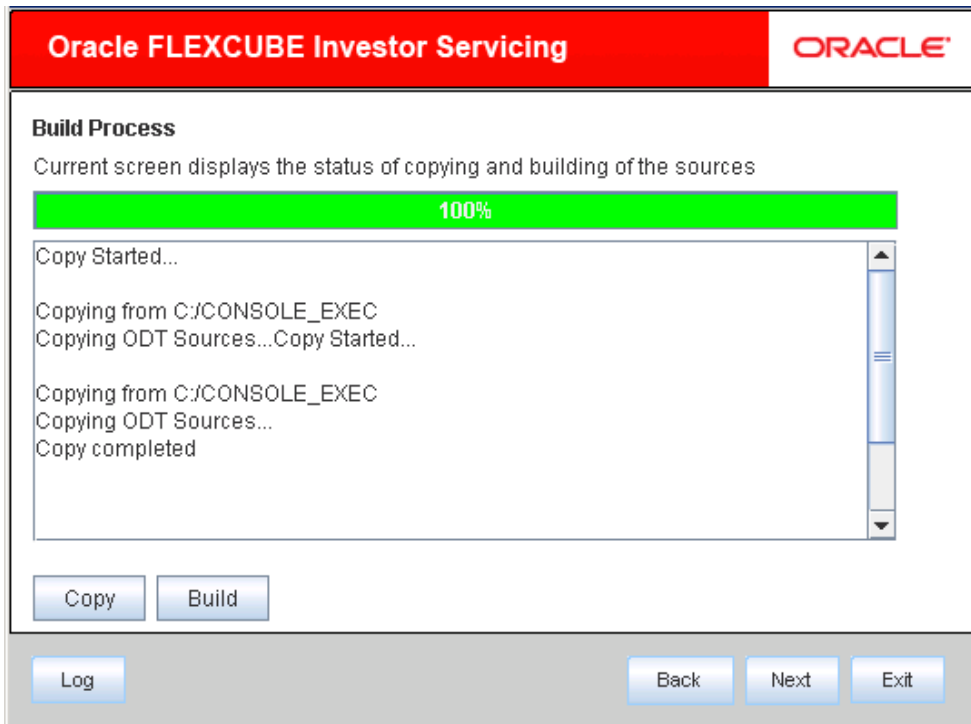 Oracle FLEXCUBE Investor Servicing
ORACLE®
Build Process
Current screen displays the status of copying and building of the sources
100%
Copy Started...
Copying from C:/CONSOLE_EXEC
Copying ODT Sources...Copy Started...
Copying from C:/CONSOLE_EXEC
Copying ODT Sources...
Copy completed
Copy Build
Log Back Next Exit